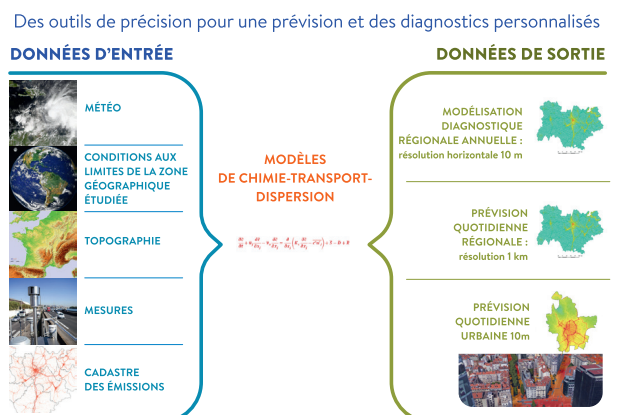 Des outils de précision pour une prévision et des diagnostics personnalisés
DONNÉES D'ENTRÉE
MÉTÉO
CONDITIONS AUX
LIMITES DE LA ZONE
GÉOGRAPHIQUE
ÉTUDIÉE
TOPOGRAPHIE
MESURES
CADASTRE
DES ÉMISSIONS
MODÈLES
DE CHIMIE-TRANSPORT-
DISPERSION
DONNÉES DE SORTIE
MODÉLISATION
DIAGNOSTIQUE
RÉGIONALE ANNUELLE :
résolution horizontale 10 m
PRÉVISION
QUOTIDIENNE
RÉGIONALE :
résolution 1 km
PRÉVISION
QUOTIDIENNE
URBAINE 10m